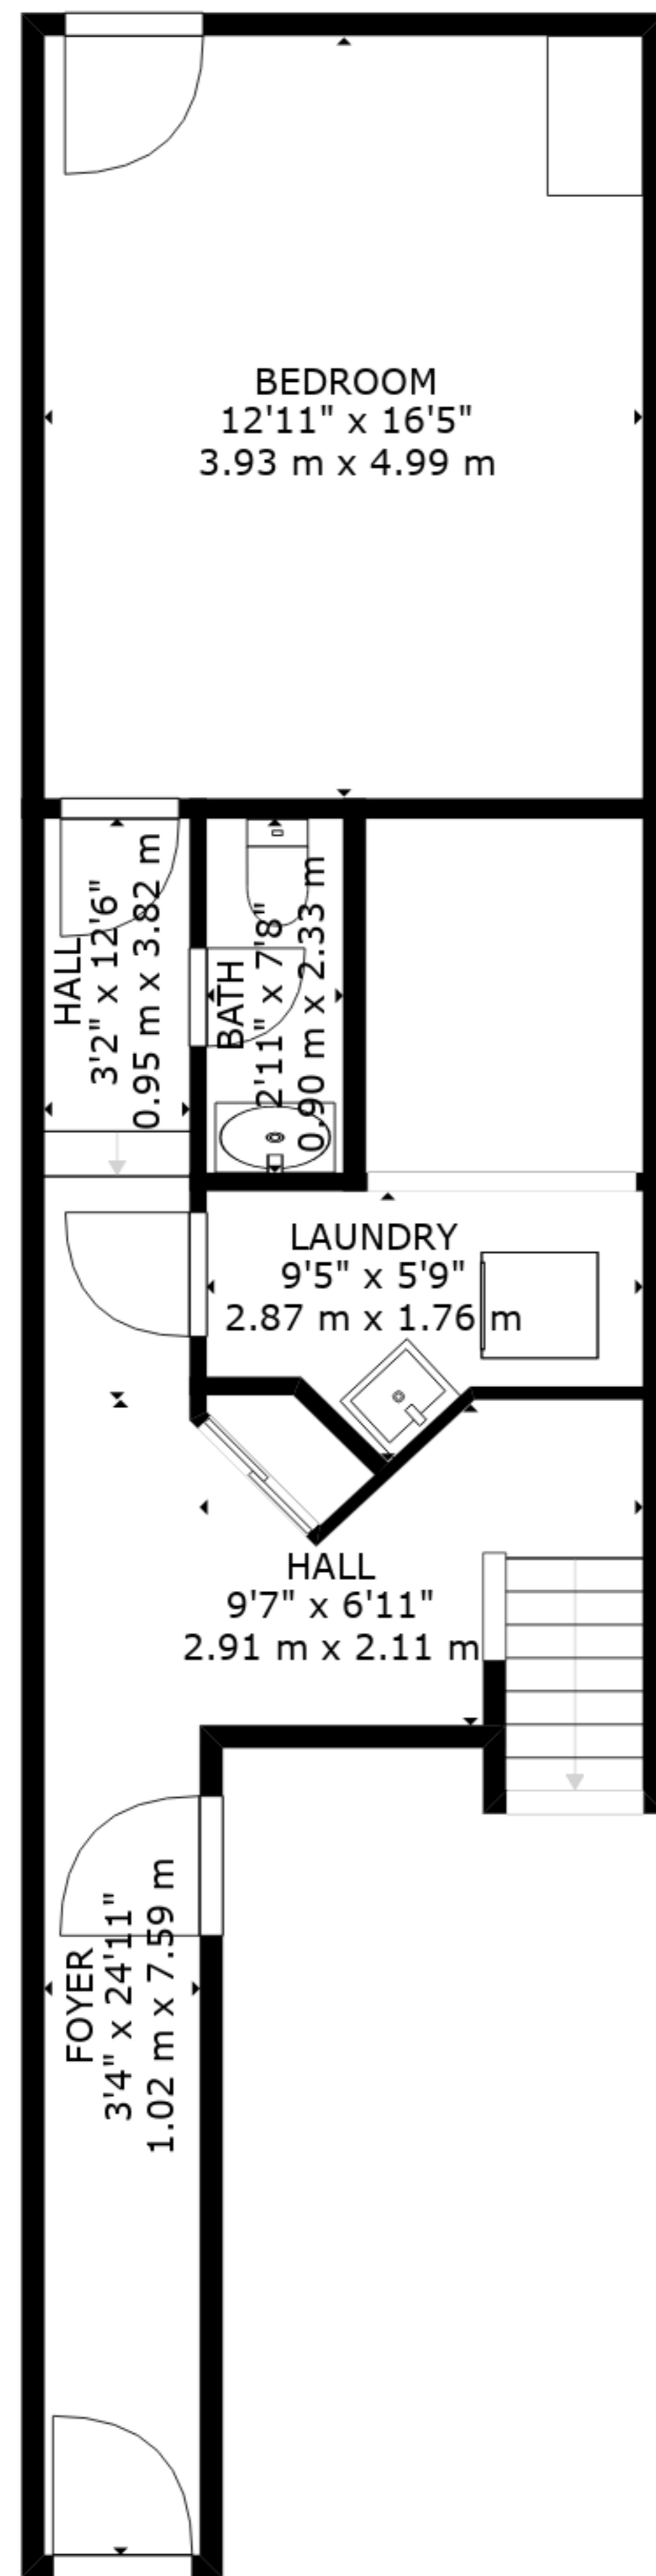 BEDROOM
12'11" x 16'5"
3.93 m x 4.99 m
HALL
3'2" x 12'6"
0.95 m x 3.82 m
BATH
2'11" x 7'8"
0.90 m x 2.33 m
LAUNDRY
9'5" x 5'9"
2.87 m x 1.76 m
HALL
9'7" x 6'11"
2.91 m x 2.11 m
FOYER
3'4" x 24'11"
1.02 m x 7.59 m